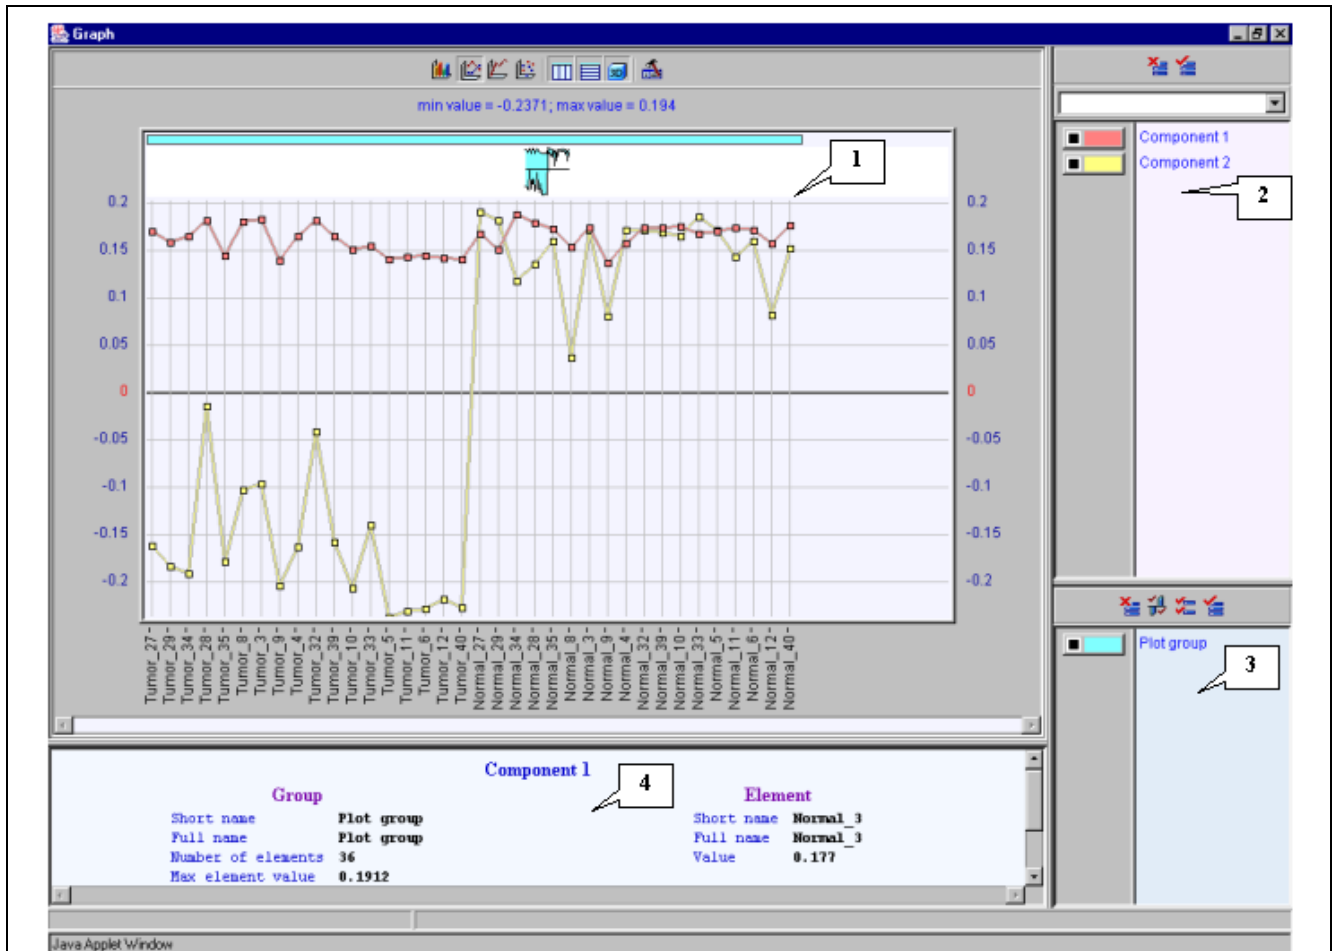 Graph
min value = -0.2371; max value = 0.194
1
Component 1
Component 2
2
0.2
0.15
0.1
0.05
0
-0.05
-0.1
-0.15
-0.2
0.2
0.15
0.1
0.05
0
-0.05
-0.1
-0.15
-0.2
Tumor_27
Tumor_29
Tumor_34
Tumor_28
Tumor_35
Tumor_8
Tumor_3
Tumor_9
Tumor_4
Tumor_32
Tumor_39
Tumor_10
Tumor_33
Tumor_5
Tumor_11
Tumor_6
Tumor_12
Tumor_40
Normal_27
Normal_29
Normal_34
Normal_28
Normal_35
Normal_8
Normal_3
Normal_9
Normal_4
Normal_32
Normal_39
Normal_10
Normal_33
Normal_5
Normal_11
Normal_6
Normal_12
Normal_40
Plot group
3
Component 1
4
Group Element
Short name Plot group Short name Normal_3
Full name Plot group Full name Normal_3
Number of elements 36 Value 0.177
Max element value 0.1912
Java Applet Window